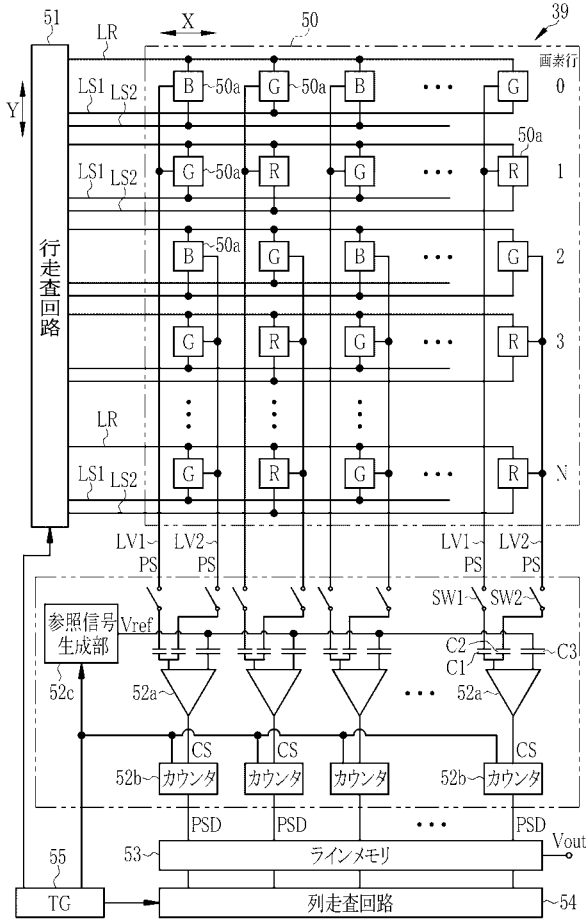 51 X 50 39
LR 画素行
Y LS1 LS2 B 50a G 50a B G 0
50a
LS1 LS2 G 50a R G R 1
50a
行走査回路 B G B G 2
G R G R 3
LR
LS1 LS2 G R G R N
LV1 LV2 LV1 LV2
PS PS PS PS
SW1 SW2
参照信号 Vref
生成部 C2
C1 C3
52c 52a 52a
CS CS CS
52b カウンタ カウンタ カウンタ 52b カウンタ
PSD PSD PSD
53 ラインメモリ Vout
55
TG 列走査回路 54